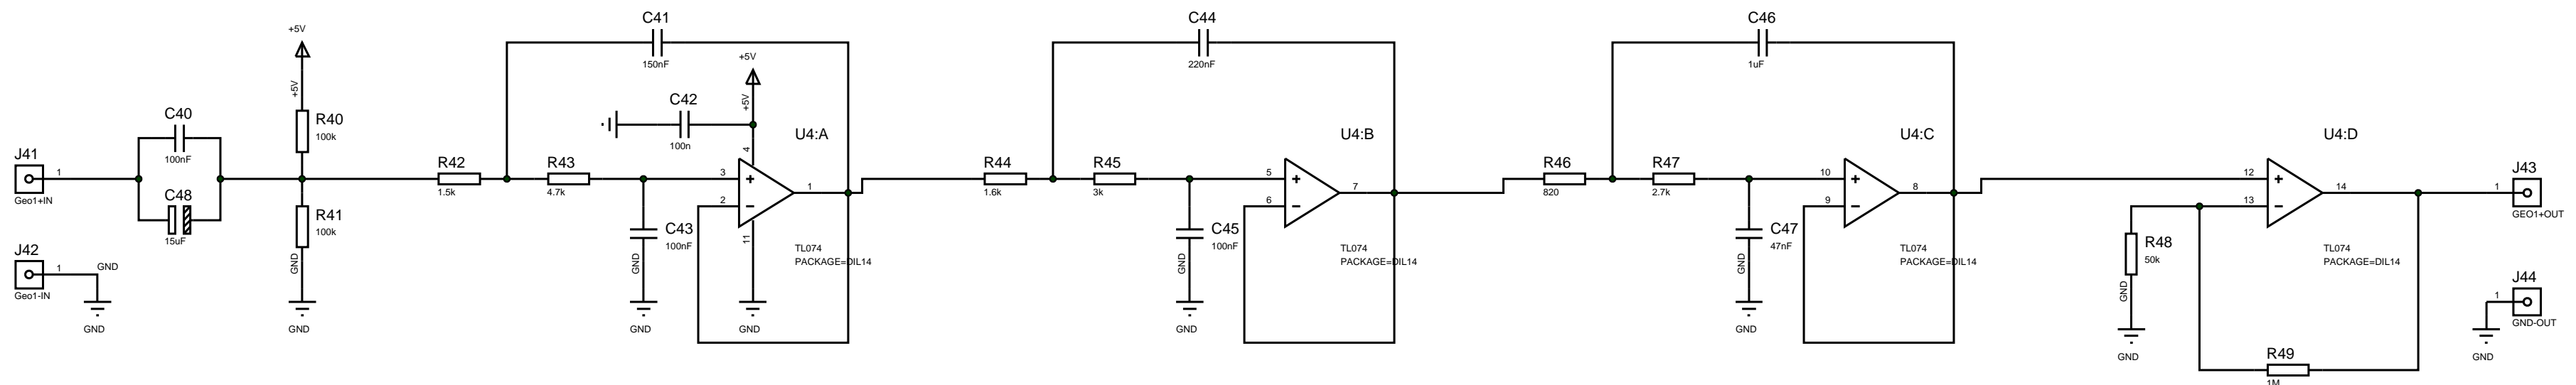 J41
1
Geo1+IN
J42
1
GND
Geo1-IN
GND
C40
100nF
C48
15uF
+5V
+5V
R40
100k
R41
100k
GND
GND
R42
1.5k
C41
150nF
R43
4.7k
C42
100n
+5V
+5V
C43
100nF
GND
GND
U4:A
4
3
2
1
11
TL074
PACKAGE=DIL14
GND
R44
1.6k
C44
220nF
R45
3k
C45
100nF
GND
GND
U4:B
5
6
7
TL074
PACKAGE=DIL14
R46
820
C46
1uF
R47
2.7k
C47
47nF
GND
GND
U4:C
10
9
8
TL074
PACKAGE=DIL14
U4:D
12
13
14
TL074
PACKAGE=DIL14
R48
50k
GND
GND
R49
1M
J43
1
GEO1+OUT
J44
1
GND-OUT
GND